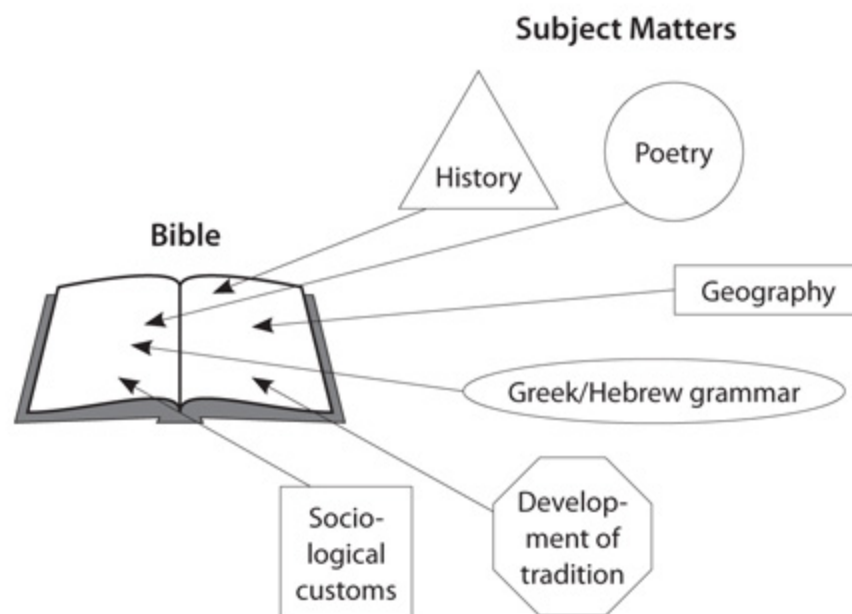 Subject Matters
History
Poetry
Bible
Geography
Greek/Hebrew grammar
Socio-
logical
customs
Develop-
ment of
tradition